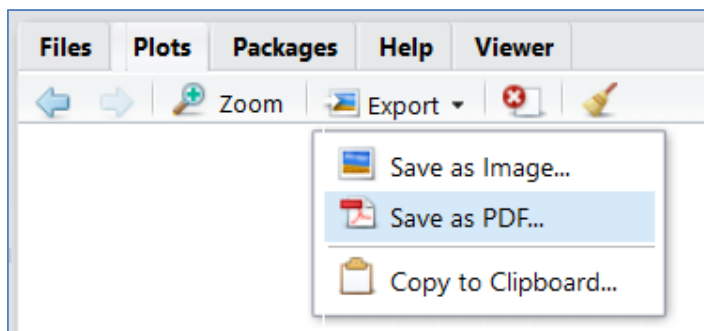 Files Plots Packages Help Viewer
Zoom Export
Save as Image...
Save as PDF...
Copy to Clipboard...